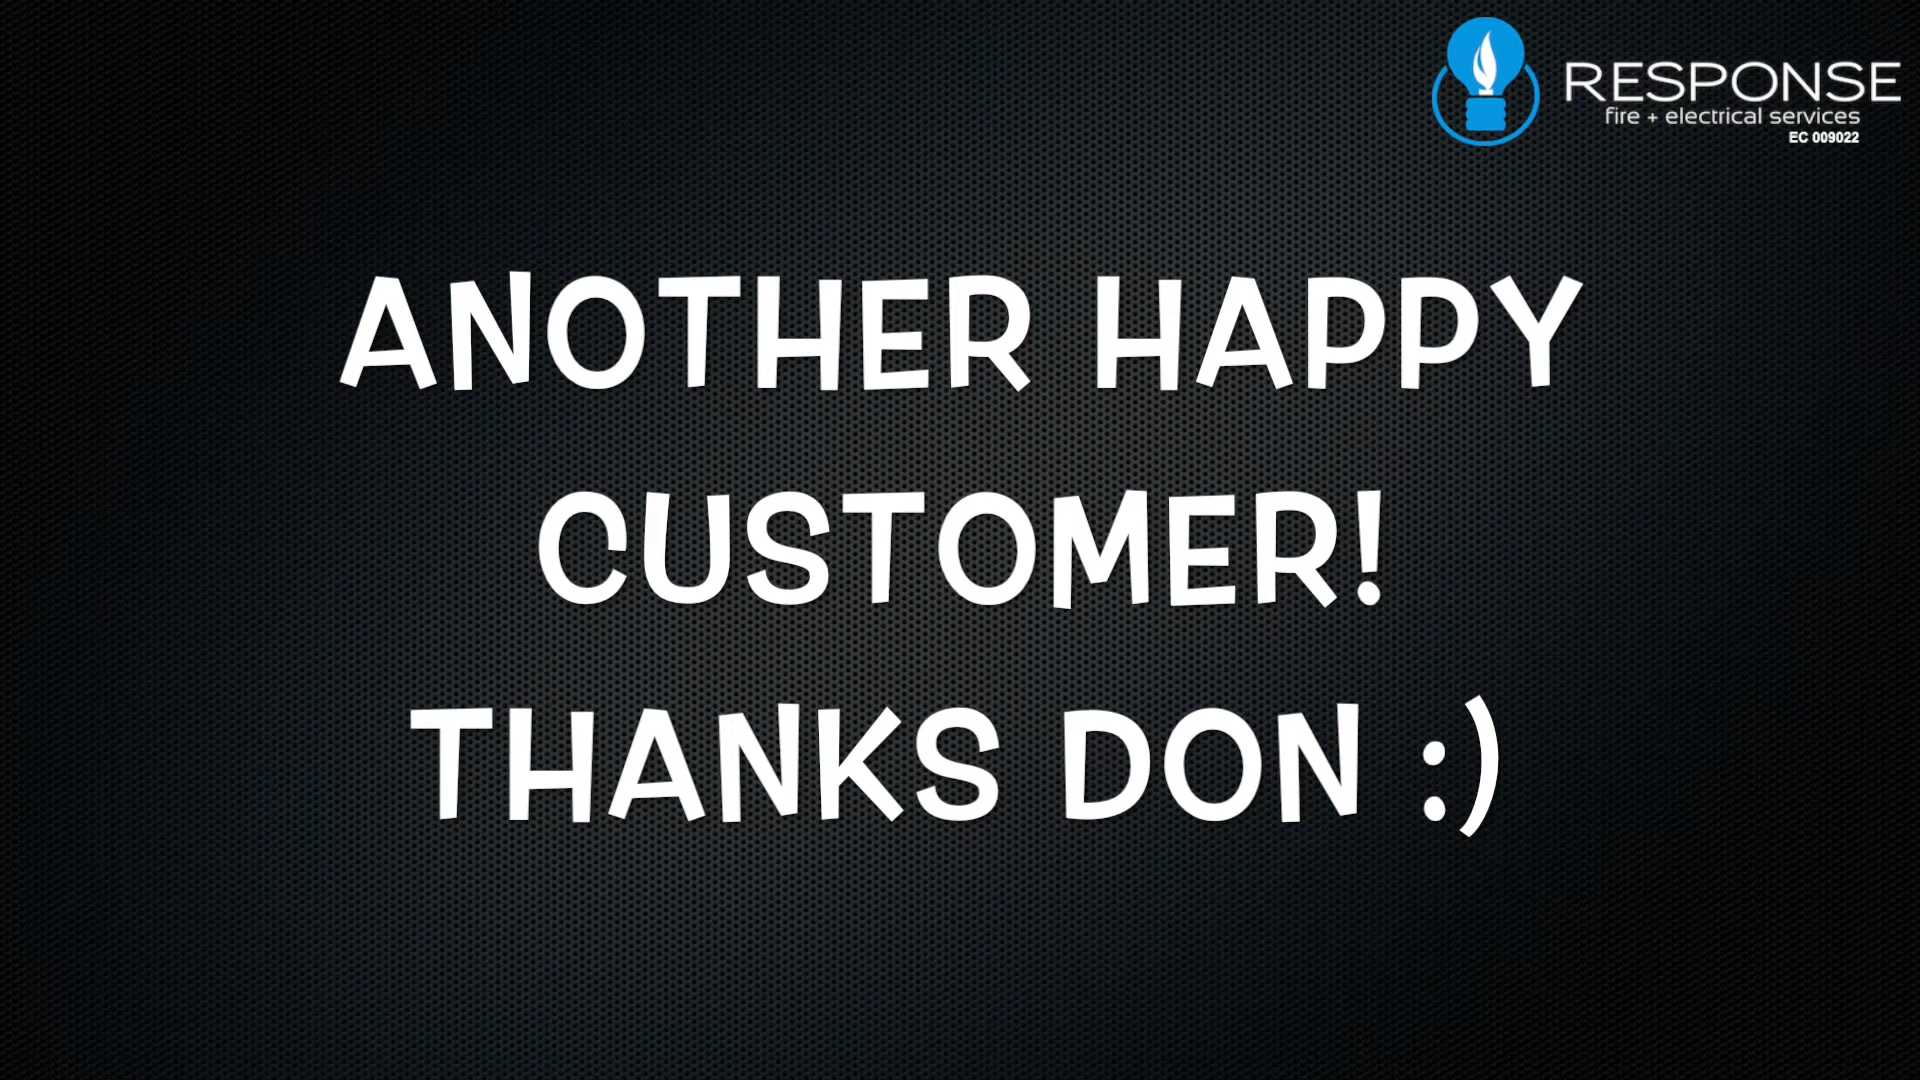 RESPONSE
fire + electrical services
EC 009022
ANOTHER HAPPY
CUSTOMER!
THANKS DON :)